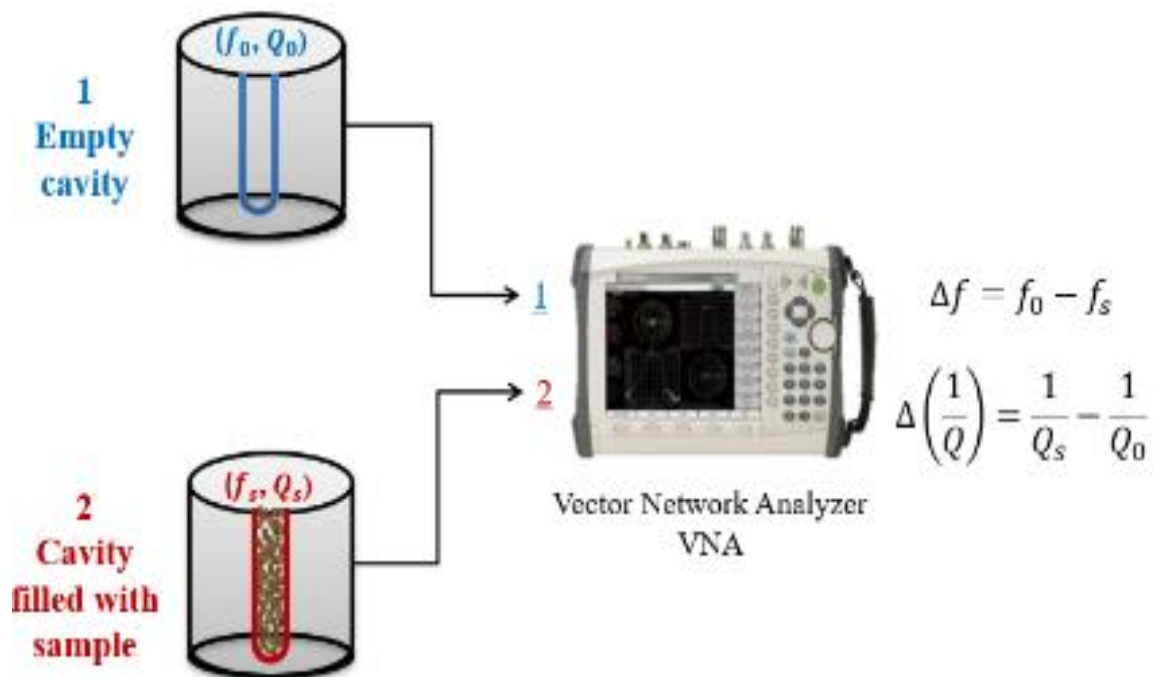 (f₀, Q₀)
1
Empty
cavity
1
Δf = f₀ − fₛ
2
Δ(1/Q) = 1/Qₛ − 1/Q₀
(fₛ, Qₛ)
Vector Network Analyzer
VNA
2
Cavity
filled with
sample